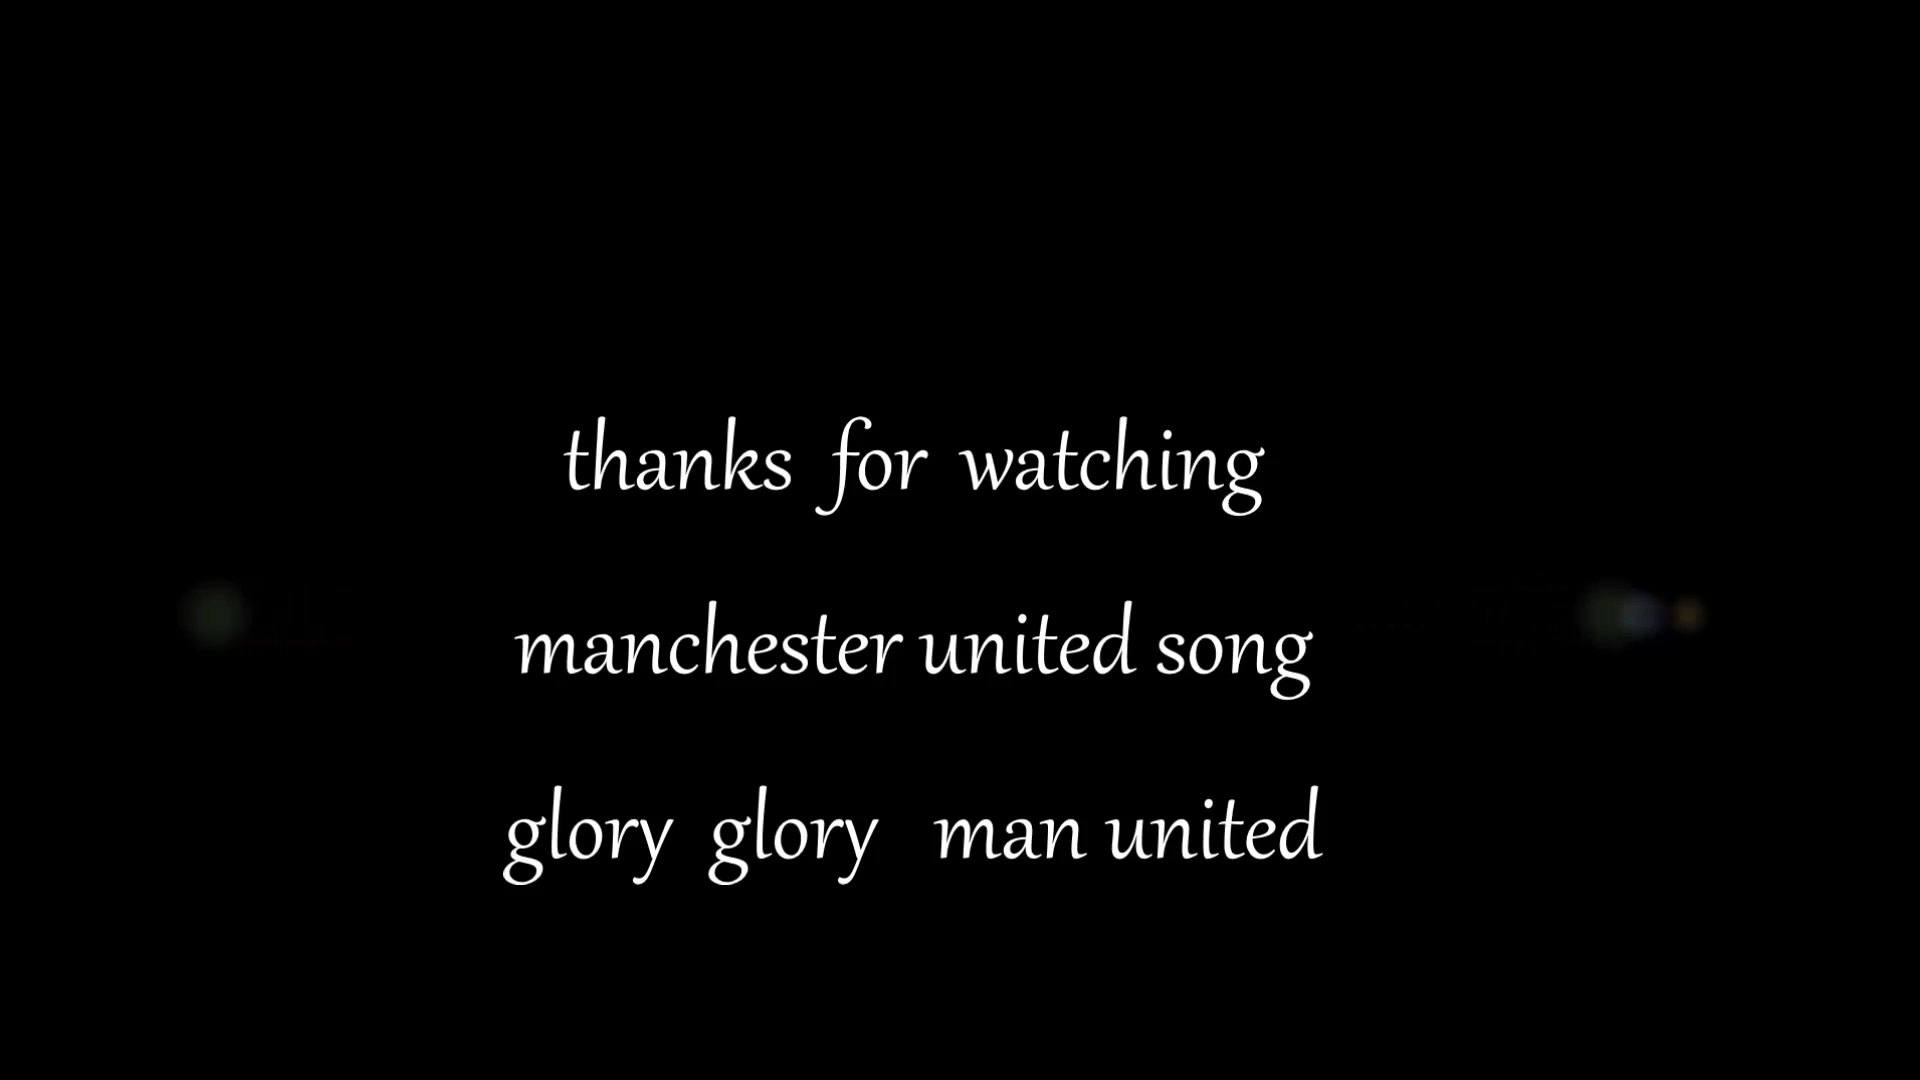 thanks for watching
manchester united song
glory glory man united